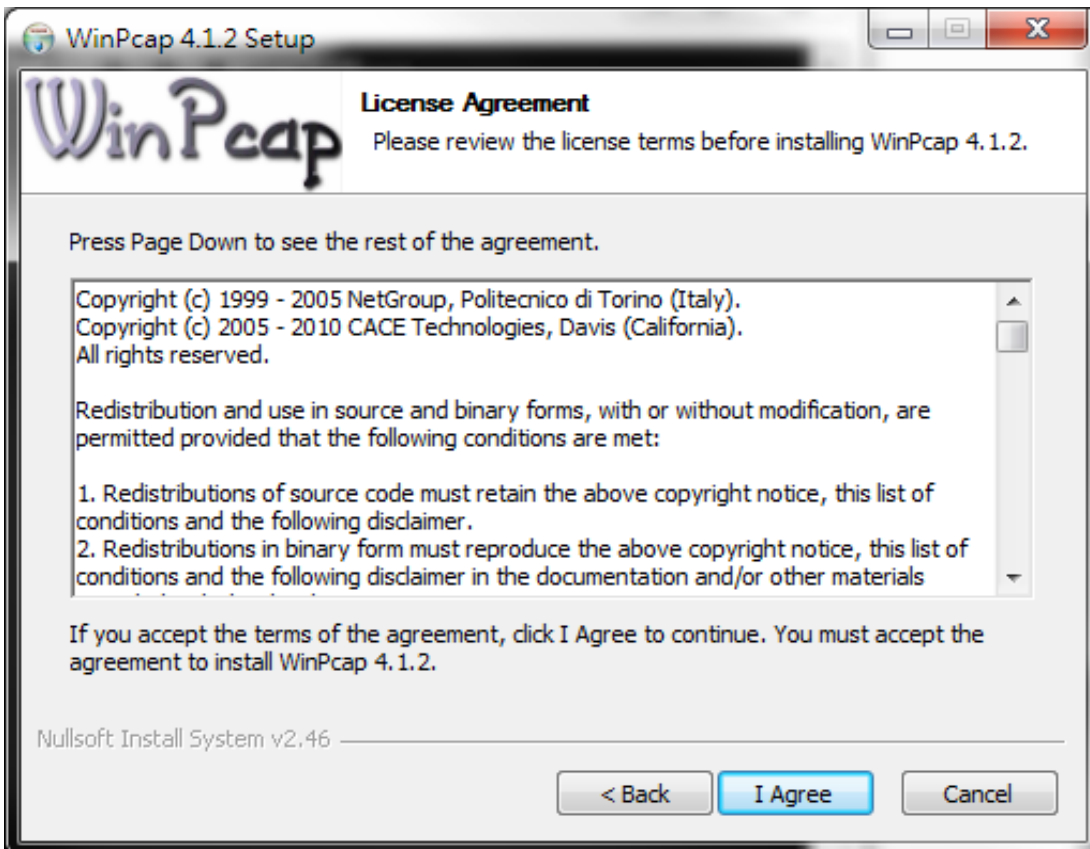 WinPcap 4.1.2 Setup
WinPcap
License Agreement
Please review the license terms before installing WinPcap 4.1.2.
Press Page Down to see the rest of the agreement.
Copyright (c) 1999 - 2005 NetGroup, Politecnico di Torino (Italy).
Copyright (c) 2005 - 2010 CACE Technologies, Davis (California).
All rights reserved.
Redistribution and use in source and binary forms, with or without modification, are
permitted provided that the following conditions are met:
1. Redistributions of source code must retain the above copyright notice, this list of
conditions and the following disclaimer.
2. Redistributions in binary form must reproduce the above copyright notice, this list of
conditions and the following disclaimer in the documentation and/or other materials
If you accept the terms of the agreement, click I Agree to continue. You must accept the
agreement to install WinPcap 4.1.2.
Nullsoft Install System v2.46
< Back
I Agree
Cancel